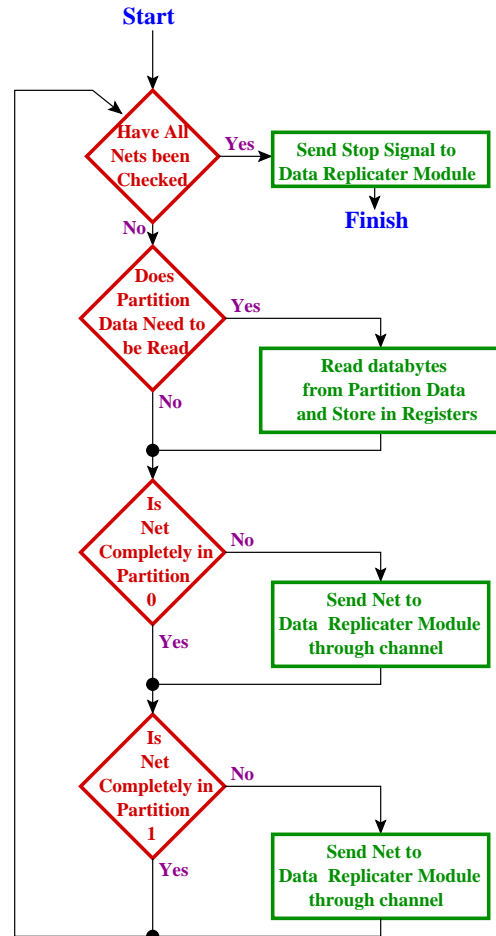 Start
Have All
Nets been
Checked
Yes
Send Stop Signal to
Data Replicater Module
Finish
No
Does
Partition
Data Need to
be Read
Yes
Read databytes
from Partition Data
and Store in Registers
No
Is
Net
Completely in
Partition
0
No
Send Net to
Data Replicater Module
through channel
Yes
Is
Net
Completely in
Partition
1
No
Send Net to
Data Replicater Module
through channel
Yes